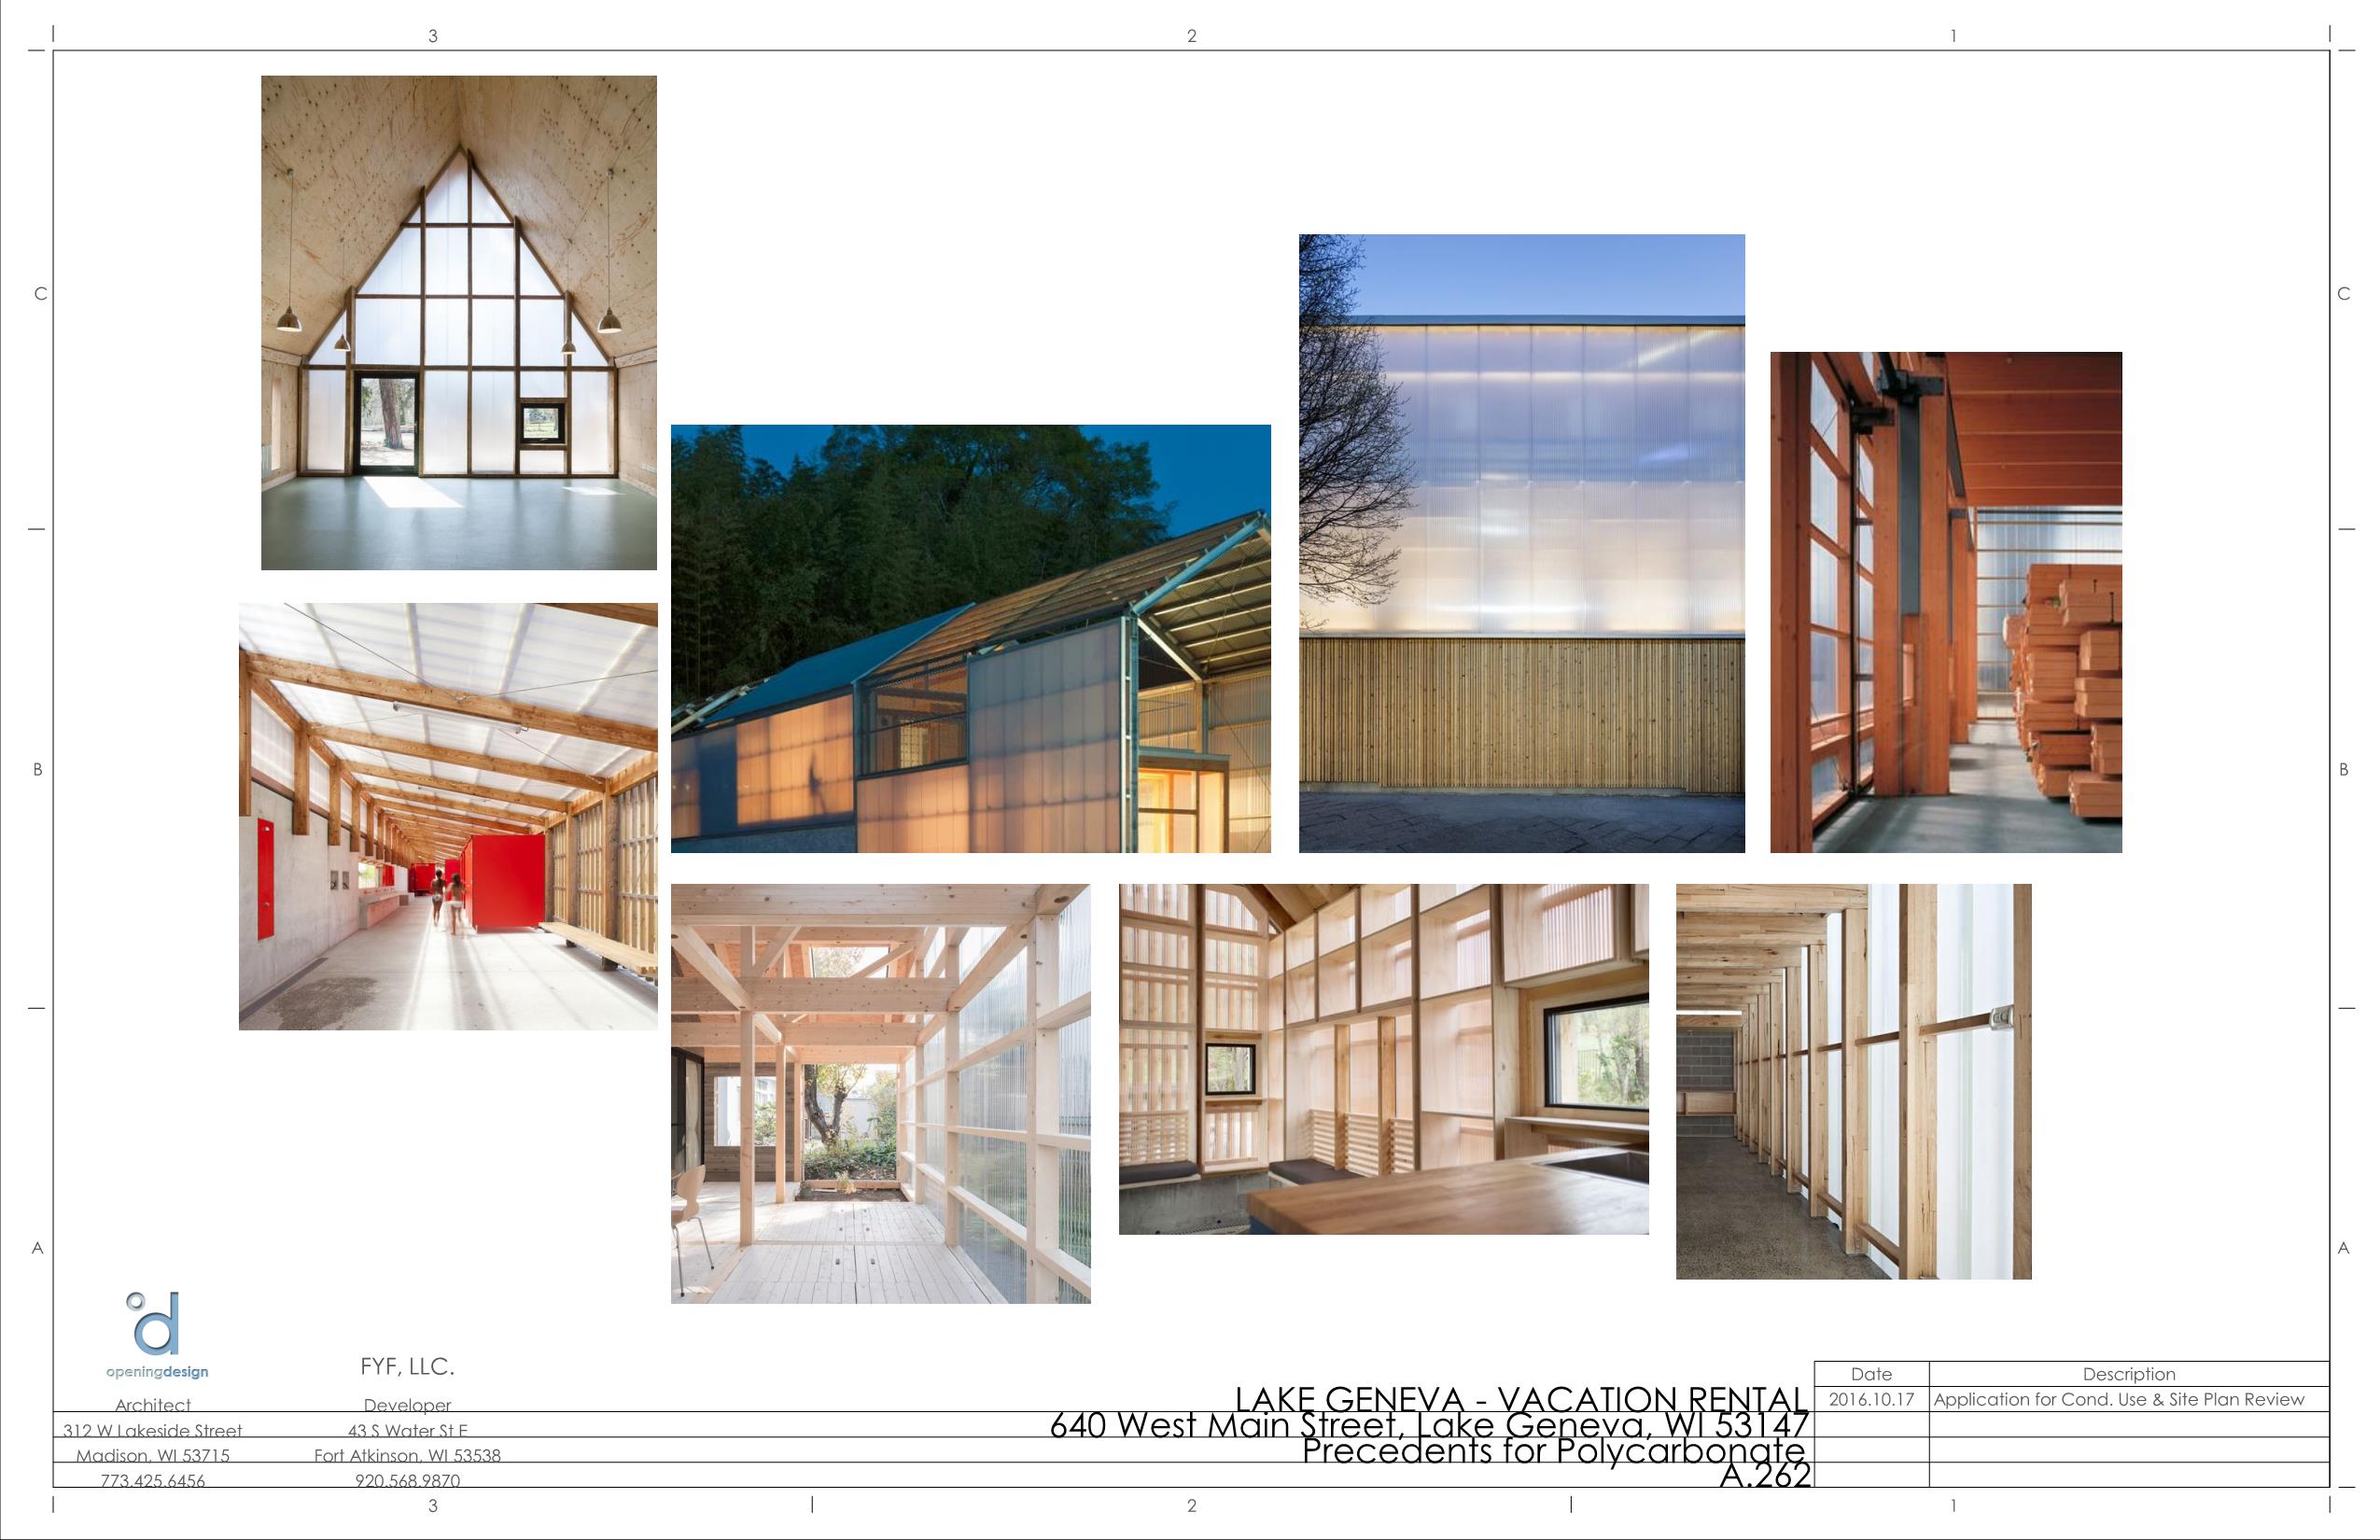 3 2 1
C C
B B
A A
openingdesign
Architect
312 W Lakeside Street
Madison, WI 53715
773.425.6456
FYF, LLC.
Developer
43 S Water St E
Fort Atkinson, WI 53538
920.568.9870
LAKE GENEVA - VACATION RENTAL
640 West Main Street, Lake Geneva, WI 53147
Precedents for Polycarbonate
A.262
Date Description
2016.10.17 Application for Cond. Use & Site Plan Review
3 2 1